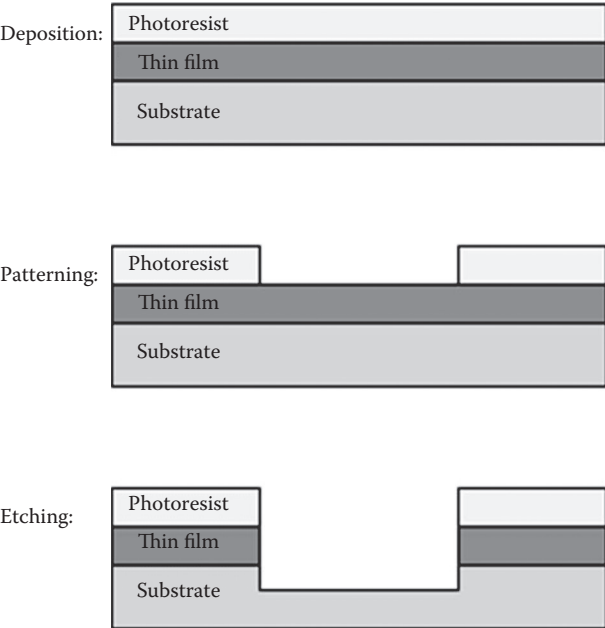 Deposition:
Photoresist
Thin film
Substrate
Patterning:
Photoresist
Thin film
Substrate
Etching:
Photoresist
Thin film
Substrate